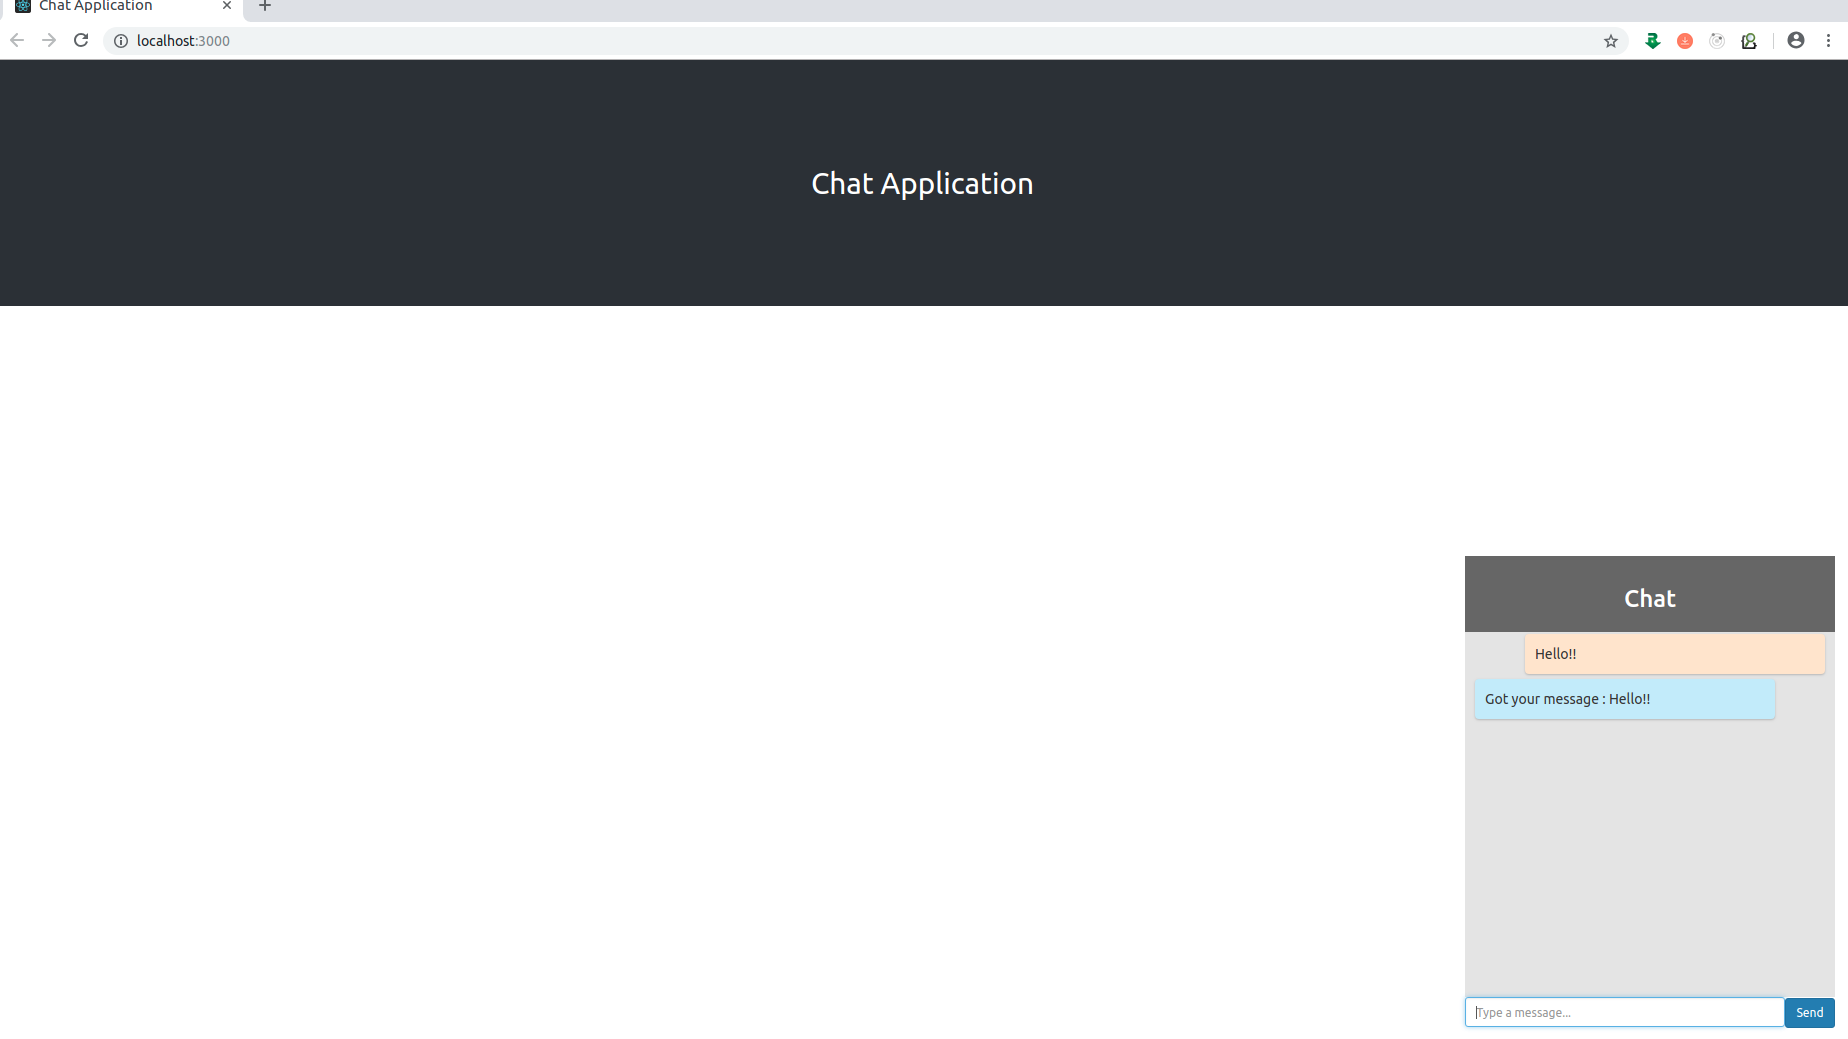 Chat Application
localhost:3000
Chat Application
Chat
Hello!!
Got your message : Hello!!
Type a message...
Send